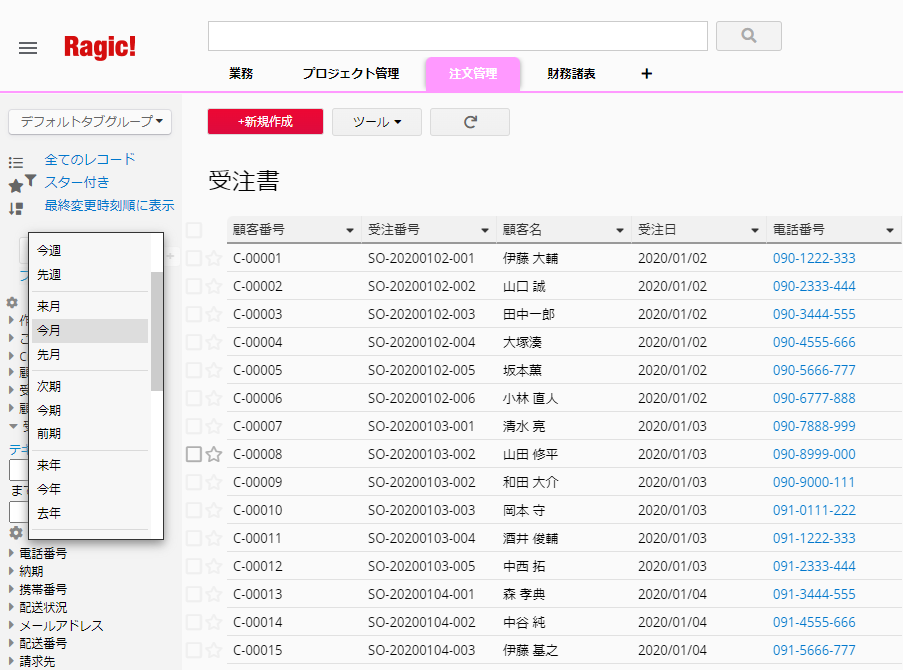 Ragic!
業務 プロジェクト管理 注文管理 財務諸表 +
デフォルトタブグループ
+新規作成 ツール
全てのレコード
スター付き
最終変更時刻順に表示
今週
先週
来月
今月
先月
次期
今期
前期
来年
今年
去年
電話番号
納期
携帯番号
配送状況
メールアドレス
配送番号
請求先
受注書
顧客番号 受注番号 顧客名 受注日 電話番号
C-00001 SO-20200102-001 伊藤 大輔 2020/01/02 090-1222-333
C-00002 SO-20200102-002 山口 誠 2020/01/02 090-2333-444
C-00003 SO-20200102-003 田中一郎 2020/01/02 090-3444-555
C-00004 SO-20200102-004 大塚湊 2020/01/02 090-4555-666
C-00005 SO-20200102-005 坂本薫 2020/01/02 090-5666-777
C-00006 SO-20200102-006 小林 直人 2020/01/02 090-6777-888
C-00007 SO-20200103-001 清水 亮 2020/01/03 090-7888-999
C-00008 SO-20200103-002 山田 修平 2020/01/03 090-8999-000
C-00009 SO-20200103-002 和田 大介 2020/01/03 090-9000-111
C-00010 SO-20200103-003 岡本 守 2020/01/03 091-0111-222
C-00011 SO-20200103-004 酒井 俊輔 2020/01/03 091-1222-333
C-00012 SO-20200103-005 中西 拓 2020/01/03 091-2333-444
C-00013 SO-20200104-001 森 孝典 2020/01/04 091-3444-555
C-00014 SO-20200104-002 中谷 純 2020/01/04 091-4555-666
C-00015 SO-20200104-003 伊藤 基之 2020/01/04 091-5666-777